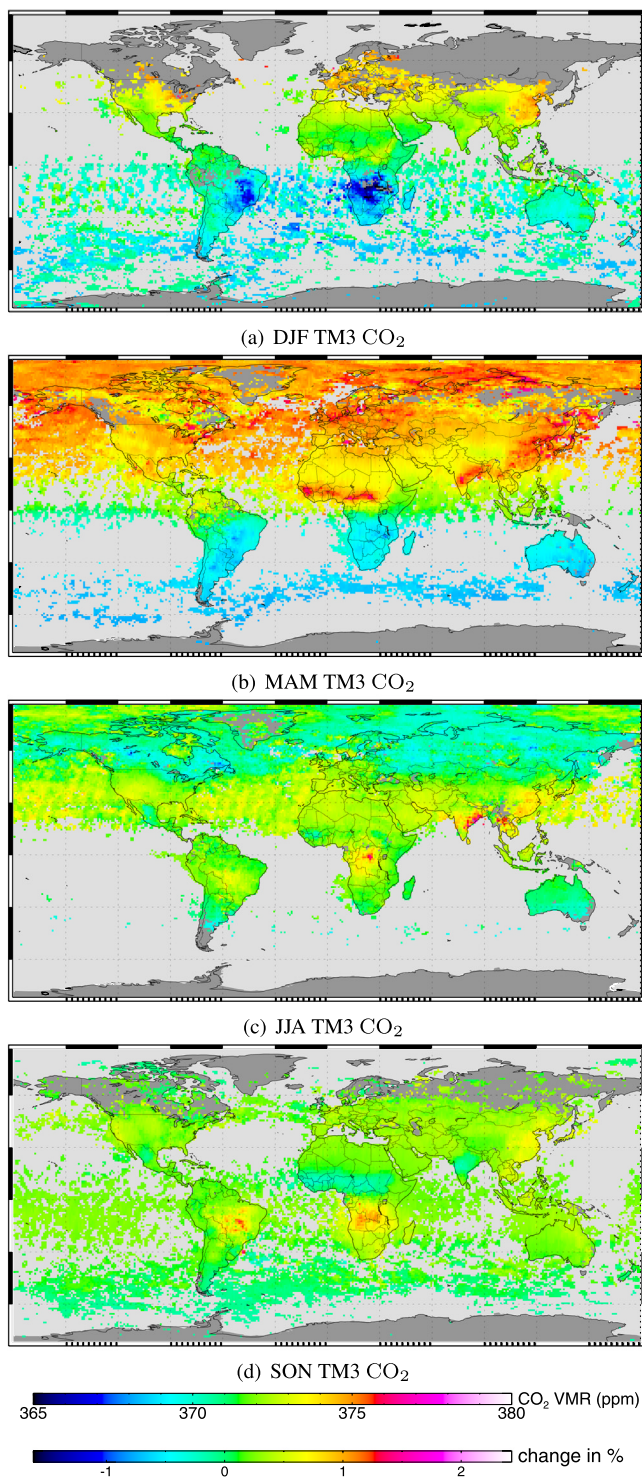 (a) DJF TM3 CO₂
(b) MAM TM3 CO₂
(c) JJA TM3 CO₂
(d) SON TM3 CO₂
CO₂ VMR (ppm)
365 370 375 380
change in %
-1 0 1 2